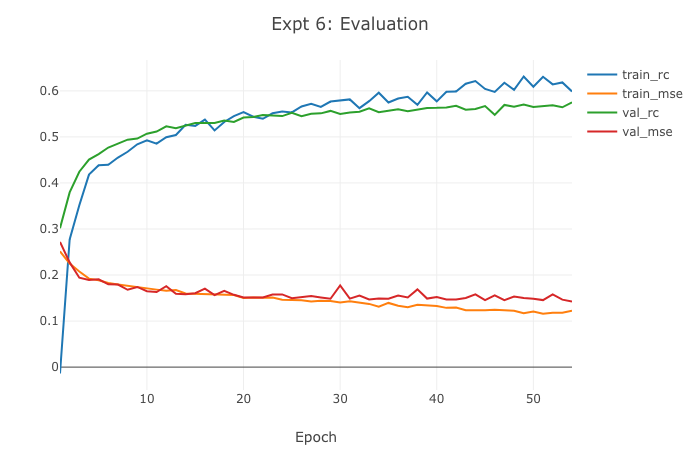 Expt 6: Evaluation
0.6
0.5
0.4
0.3
0.2
0.1
0
10
20
30
40
50
Epoch
train_rc
train_mse
val_rc
val_mse